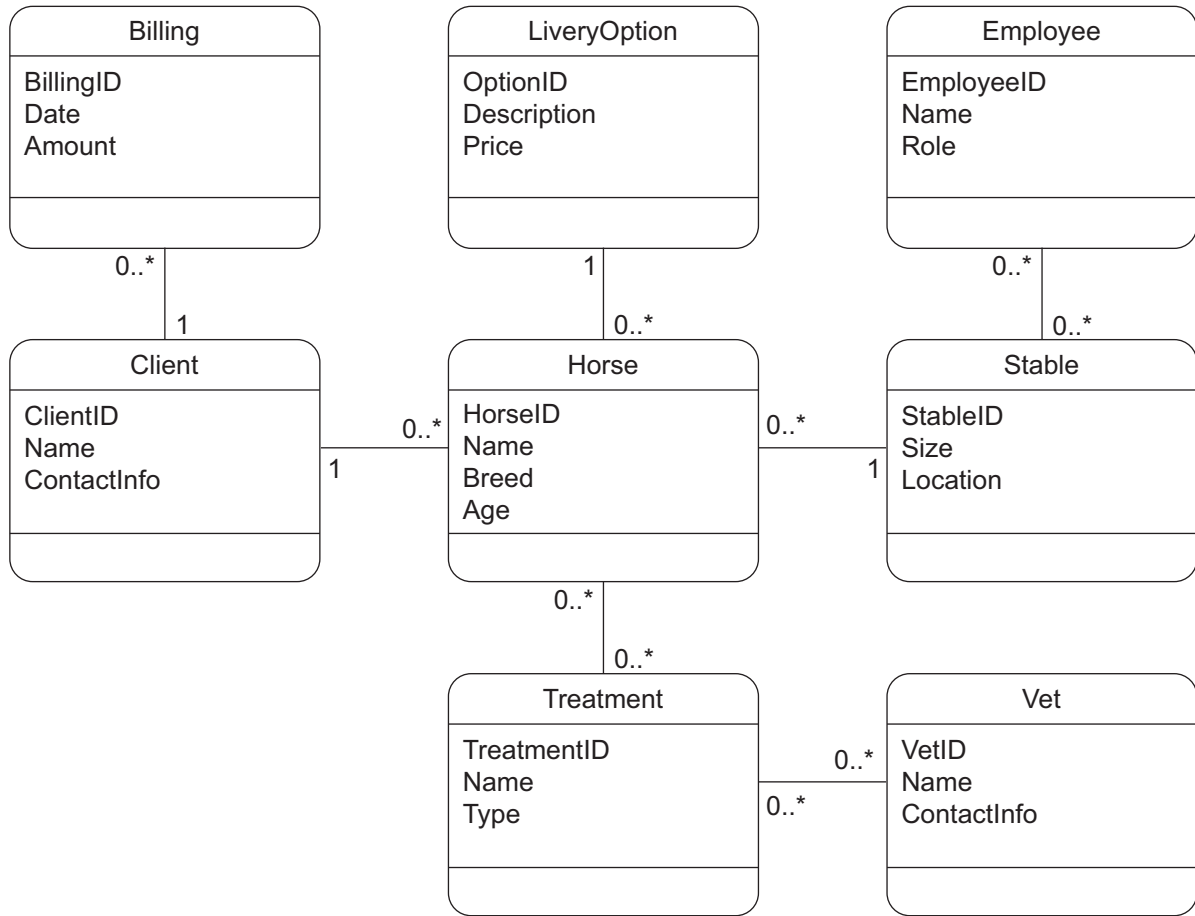 Billing
BillingID
Date
Amount
LiveryOption
OptionID
Description
Price
Employee
EmployeeID
Name
Role
0..*
1
1
0..*
0..*
0..*
Client
ClientID
Name
ContactInfo
1
0..*
Horse
HorseID
Name
Breed
Age
0..*
1
Stable
StableID
Size
Location
0..*
0..*
Treatment
TreatmentID
Name
Type
0..*
0..*
Vet
VetID
Name
ContactInfo